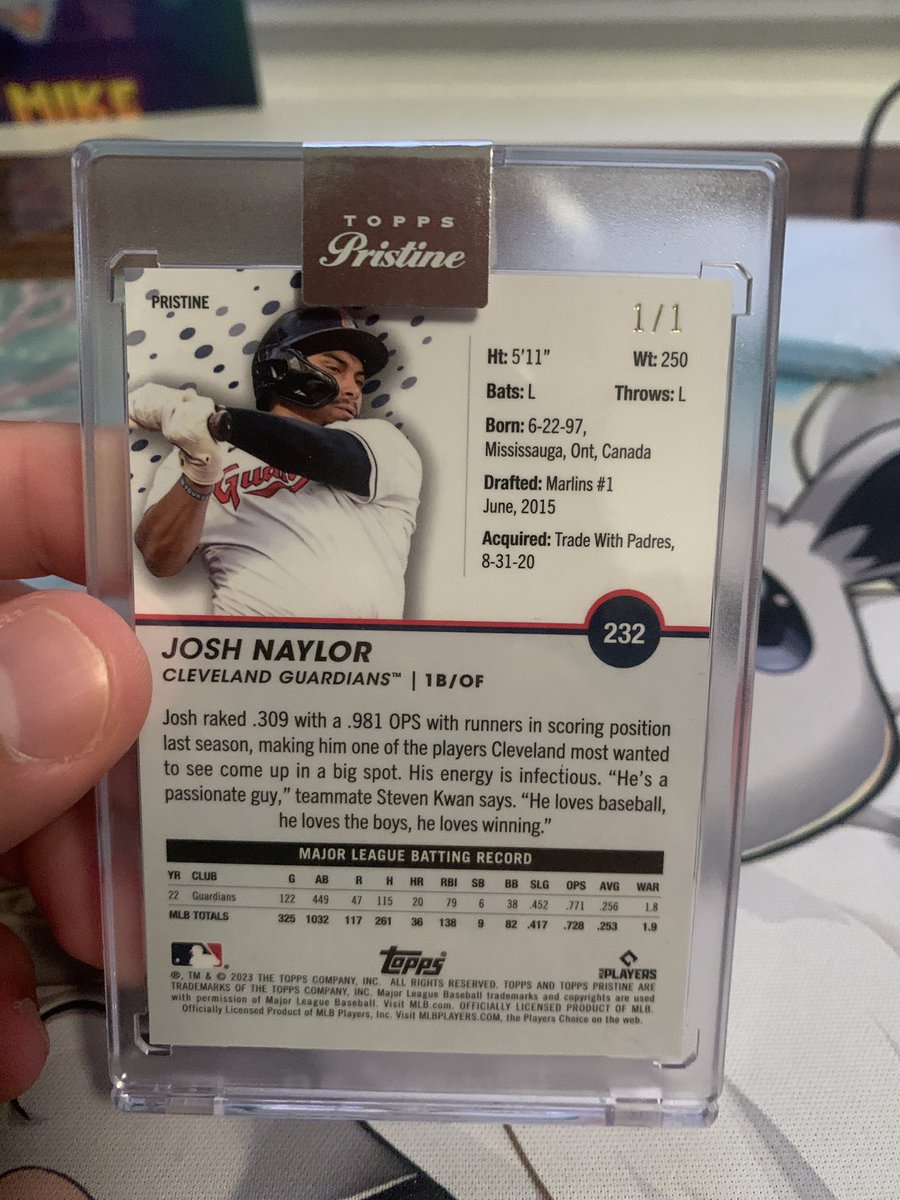 MIKE
TOPPS
Pristine
PRISTINE
1/1
Ht: 5'11" Wt: 250
Bats: L Throws: L
Born: 6-22-97,
Mississauga, Ont, Canada
Drafted: Marlins #1
June, 2015
Acquired: Trade With Padres,
8-31-20
232
JOSH NAYLOR
CLEVELAND GUARDIANS™ | 1B/OF
Josh raked .309 with a .981 OPS with runners in scoring position
last season, making him one of the players Cleveland most wanted
to see come up in a big spot. His energy is infectious. “He’s a
passionate guy,” teammate Steven Kwan says. “He loves baseball,
he loves the boys, he loves winning.”
MAJOR LEAGUE BATTING RECORD
YR CLUB G AB R H HR RBI SB BB SLG OPS AVG WAR
22 Guardians 122 449 47 115 20 79 6 38 .452 .771 .256 1.8
MLB TOTALS 325 1032 117 261 36 138 9 82 .417 .728 .253 1.9
Topps®
PLAYERS
®, TM & © 2023 THE TOPPS COMPANY, INC. ALL RIGHTS RESERVED. TOPPS AND TOPPS PRISTINE ARE
TRADEMARKS OF THE TOPPS COMPANY, INC. Major League Baseball trademarks and copyrights are used
with permission of Major League Baseball. Visit MLB.com. OFFICIALLY LICENSED PRODUCT OF MLB
Officially Licensed Product of MLB Players, Inc. Visit MLBPLAYERS.COM, the Players Choice on the web.